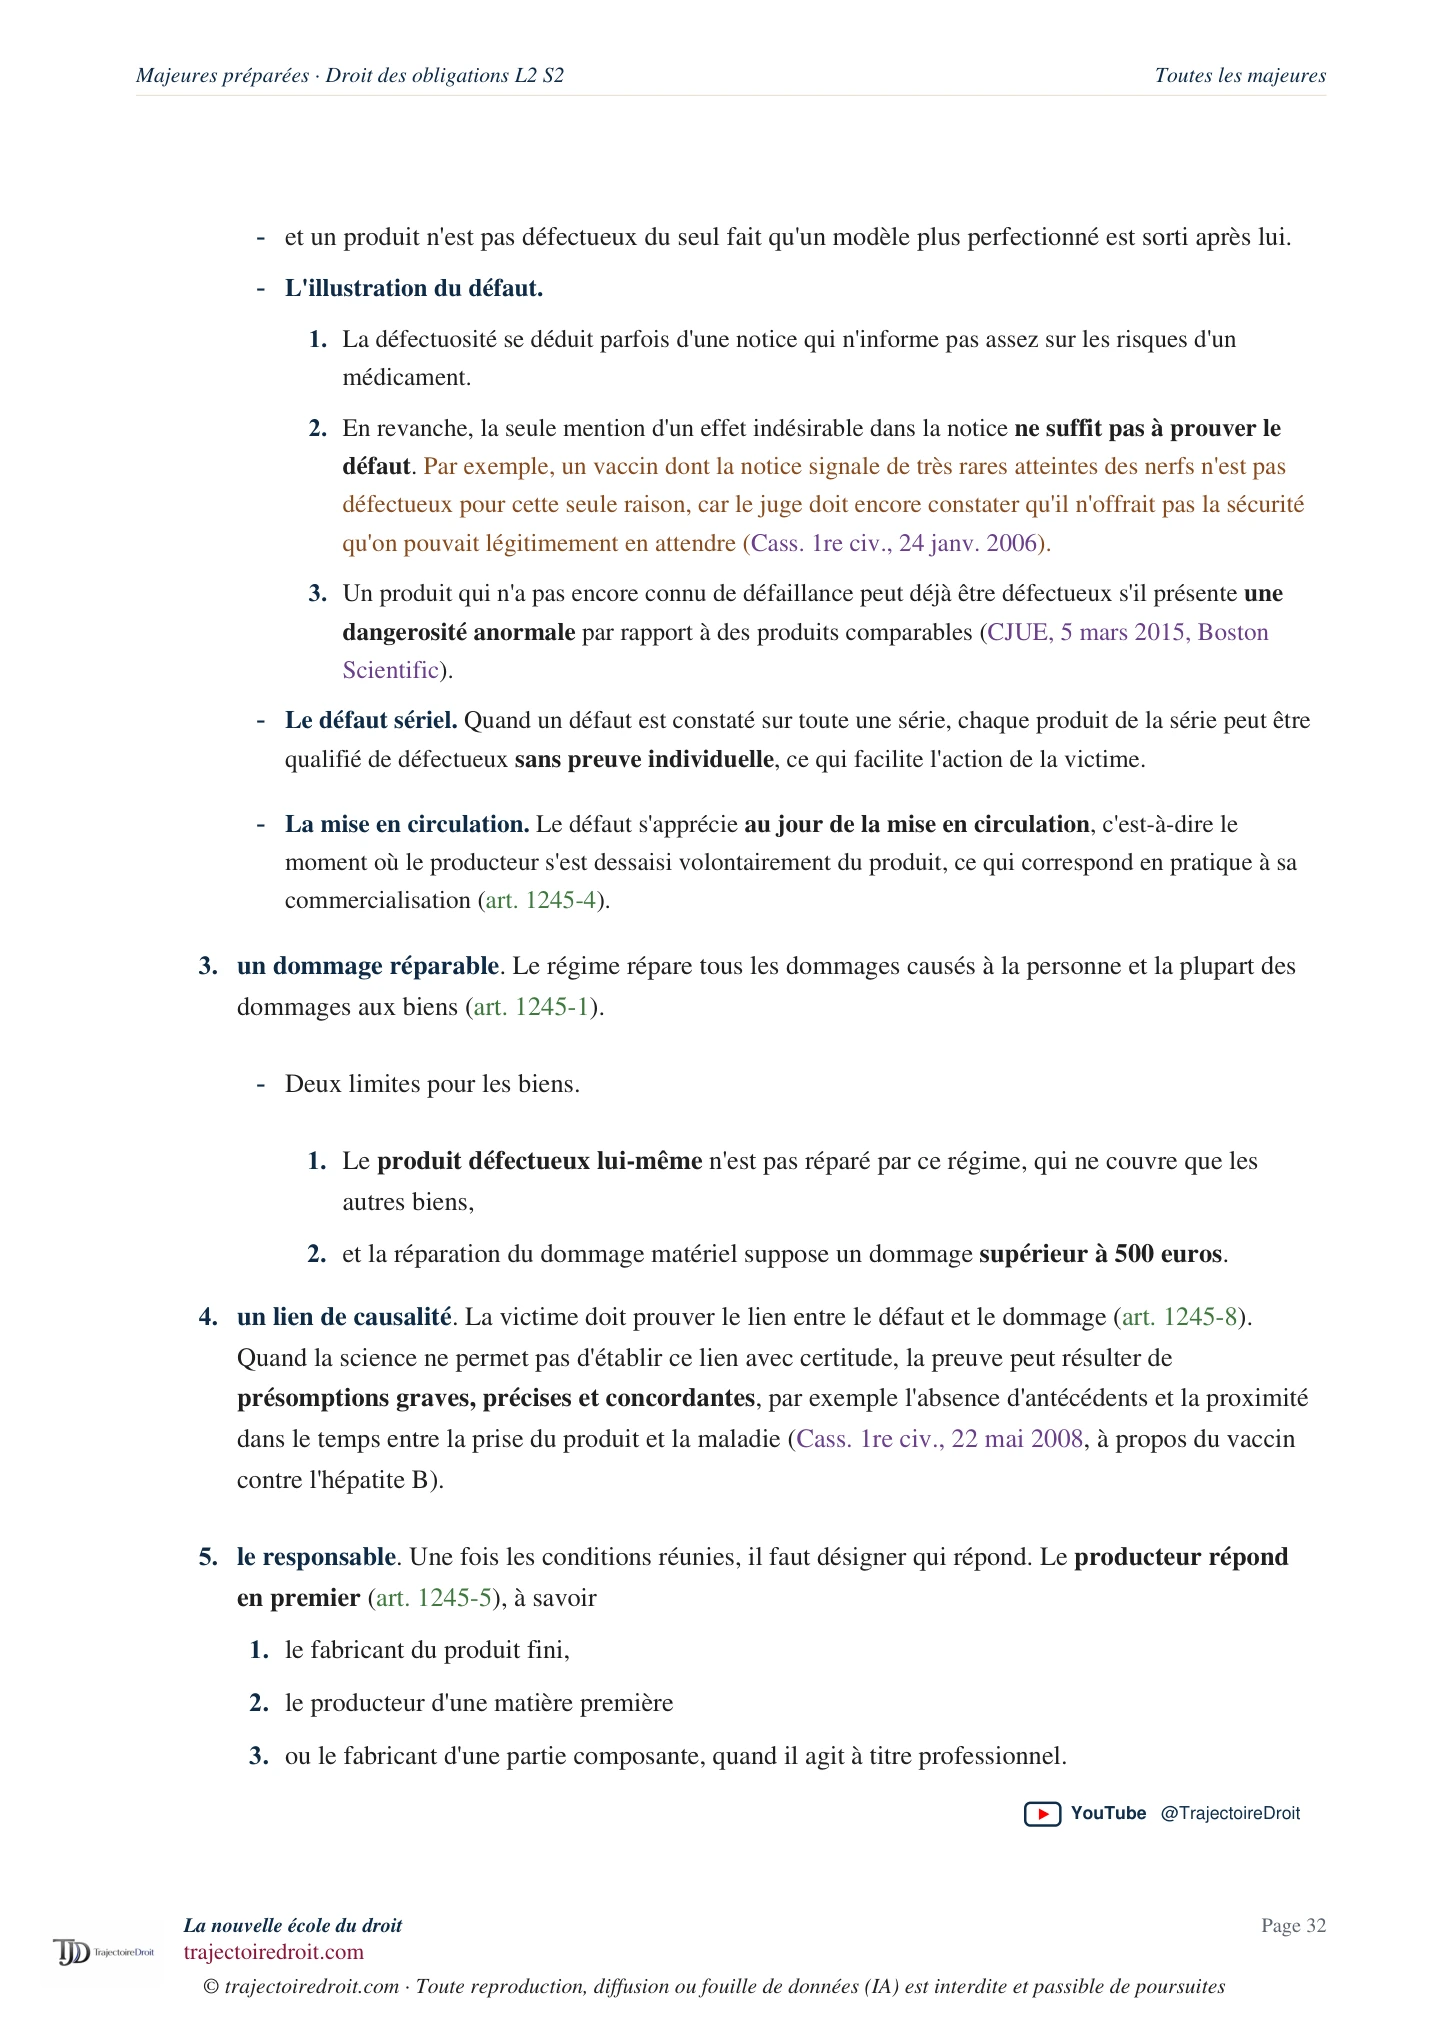 Majeures préparées · Droit des obligations L2 S2
Toutes les majeures
- et un produit n'est pas défectueux du seul fait qu'un modèle plus perfectionné est sorti après lui.
- L'illustration du défaut.
1. La défectuosité se déduit parfois d'une notice qui n'informe pas assez sur les risques d'un
médicament.
2. En revanche, la seule mention d'un effet indésirable dans la notice ne suffit pas à prouver le
défaut. Par exemple, un vaccin dont la notice signale de très rares atteintes des nerfs n'est pas
défectueux pour cette seule raison, car le juge doit encore constater qu'il n'offrait pas la sécurité
qu'on pouvait légitimement en attendre (Cass. 1re civ., 24 janv. 2006).
3. Un produit qui n'a pas encore connu de défaillance peut déjà être défectueux s'il présente une
dangerosité anormale par rapport à des produits comparables (CJUE, 5 mars 2015, Boston
Scientific).
- Le défaut sériel. Quand un défaut est constaté sur toute une série, chaque produit de la série peut être
qualifié de défectueux sans preuve individuelle, ce qui facilite l'action de la victime.
- La mise en circulation. Le défaut s'apprécie au jour de la mise en circulation, c'est-à-dire le
moment où le producteur s'est dessaisi volontairement du produit, ce qui correspond en pratique à sa
commercialisation (art. 1245-4).
3. un dommage réparable. Le régime répare tous les dommages causés à la personne et la plupart des
dommages aux biens (art. 1245-1).
- Deux limites pour les biens.
1. Le produit défectueux lui-même n'est pas réparé par ce régime, qui ne couvre que les
autres biens,
2. et la réparation du dommage matériel suppose un dommage supérieur à 500 euros.
4. un lien de causalité. La victime doit prouver le lien entre le défaut et le dommage (art. 1245-8).
Quand la science ne permet pas d'établir ce lien avec certitude, la preuve peut résulter de
présomptions graves, précises et concordantes, par exemple l'absence d'antécédents et la proximité
dans le temps entre la prise du produit et la maladie (Cass. 1re civ., 22 mai 2008, à propos du vaccin
contre l'hépatite B).
5. le responsable. Une fois les conditions réunies, il faut désigner qui répond. Le producteur répond
en premier (art. 1245-5), à savoir
1. le fabricant du produit fini,
2. le producteur d'une matière première
3. ou le fabricant d'une partie composante, quand il agit à titre professionnel.
YouTube @TrajectoireDroit
La nouvelle école du droit
Page 32
TJD TrajectoireDroit
trajectoiredroit.com
© trajectoiredroit.com · Toute reproduction, diffusion ou fouille de données (IA) est interdite et passible de poursuites